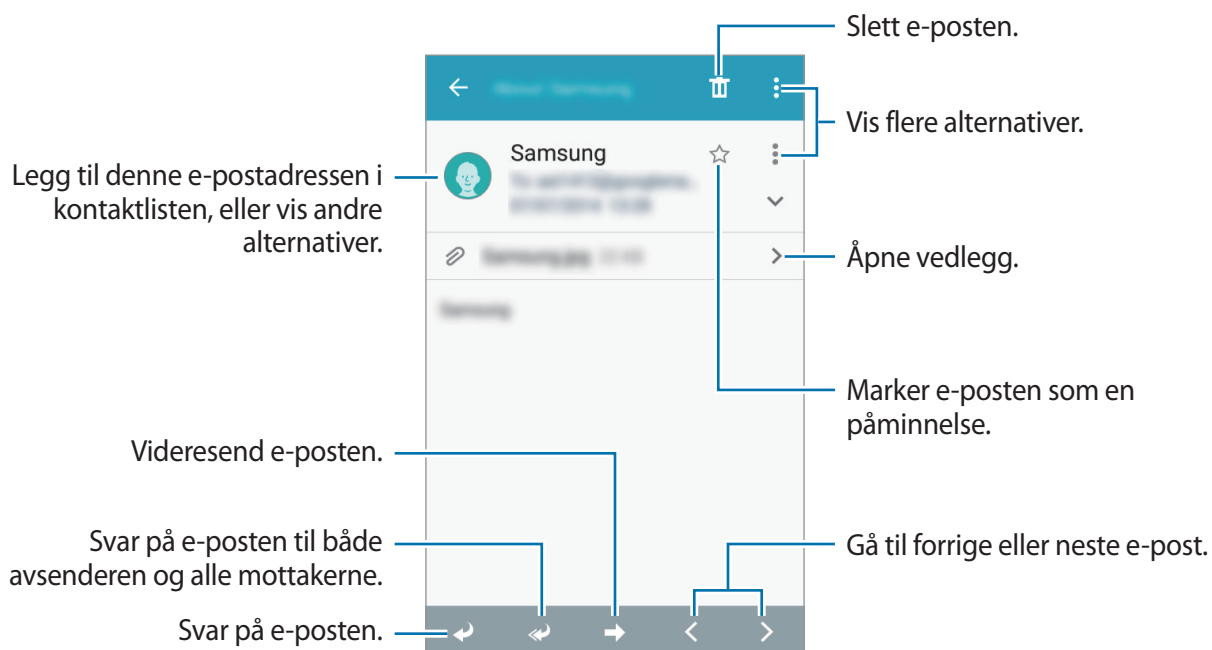 Slett e-posten.
Vis flere alternativer.
Samsung
Legg til denne e-postadressen i
kontaktlisten, eller vis andre
alternativer.
Åpne vedlegg.
Marker e-posten som en
påminnelse.
Videresend e-posten.
Svar på e-posten til både
avsenderen og alle mottakerne.
Gå til forrige eller neste e-post.
Svar på e-posten.